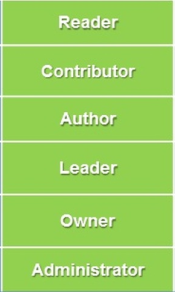 Reader
Contributor
Author
Leader
Owner
Administrator